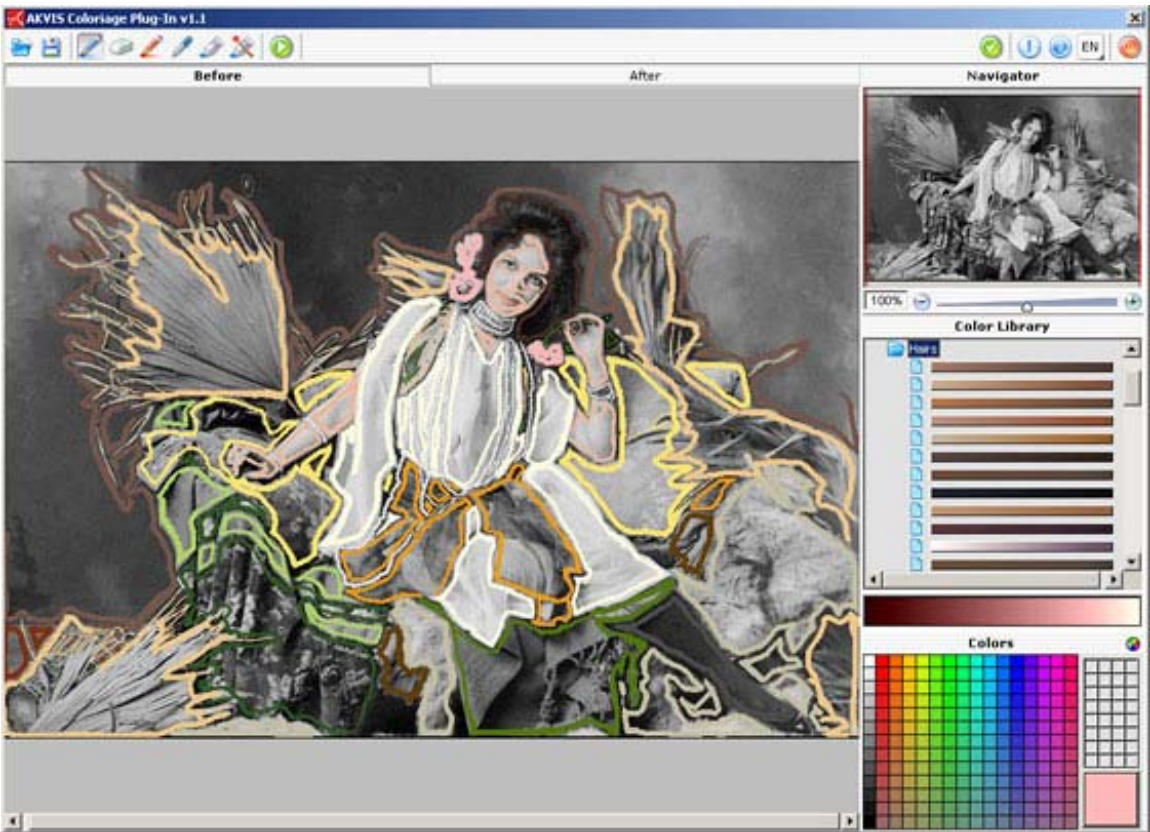 AKVIS Coloriage Plug-In v1.1
EN
Before
After
Navigator
100%
Color Library
Hairs
Colors